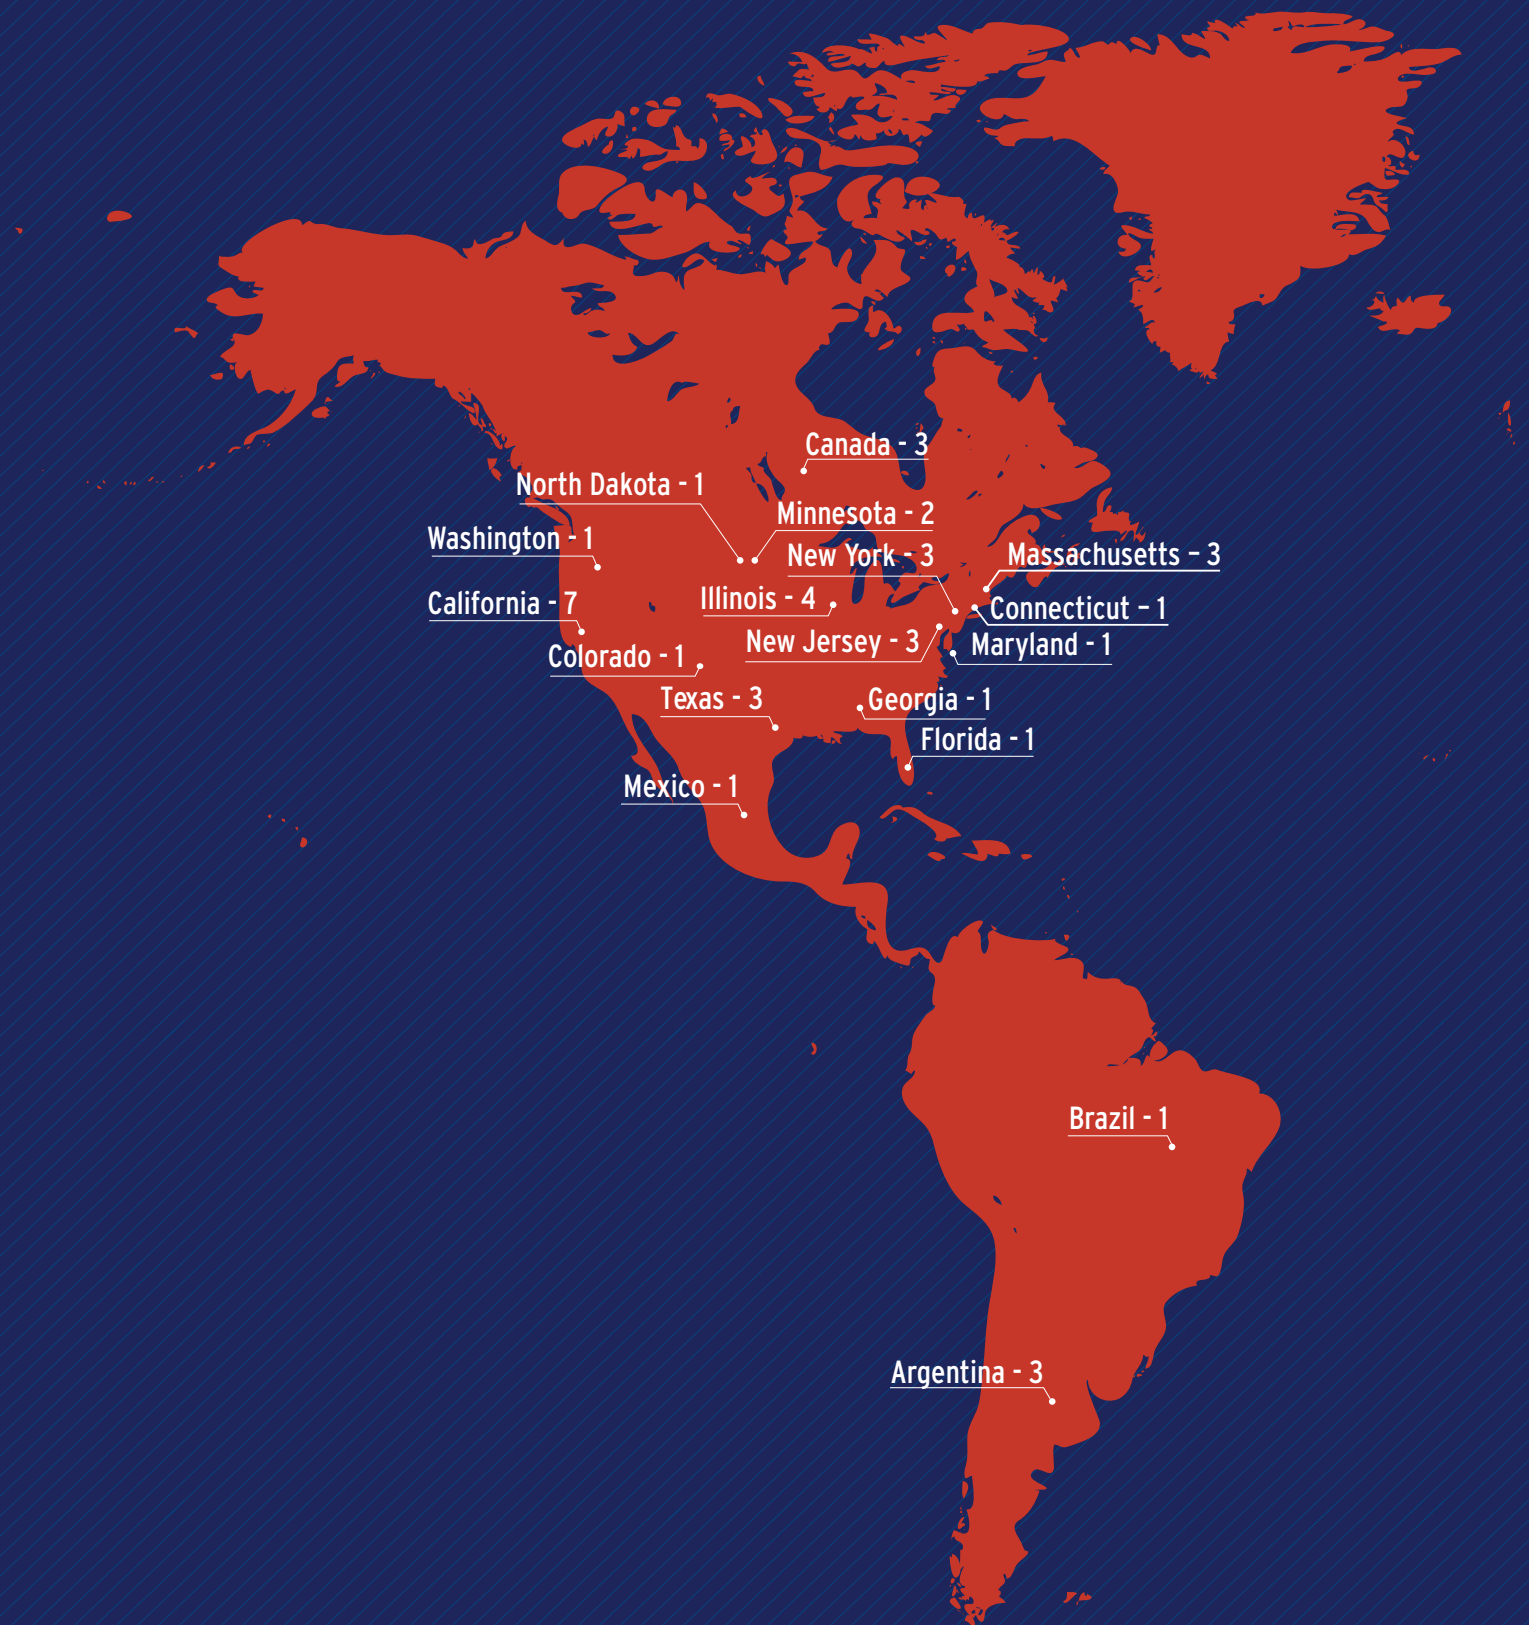 Canada - 3
North Dakota - 1
Minnesota - 2
Washington - 1
New York - 3
Massachusetts – 3
Illinois - 4
California - 7
Connecticut – 1
New Jersey - 3
Maryland - 1
Colorado - 1
Texas - 3
Georgia - 1
Florida - 1
Mexico - 1
Brazil - 1
Argentina - 3